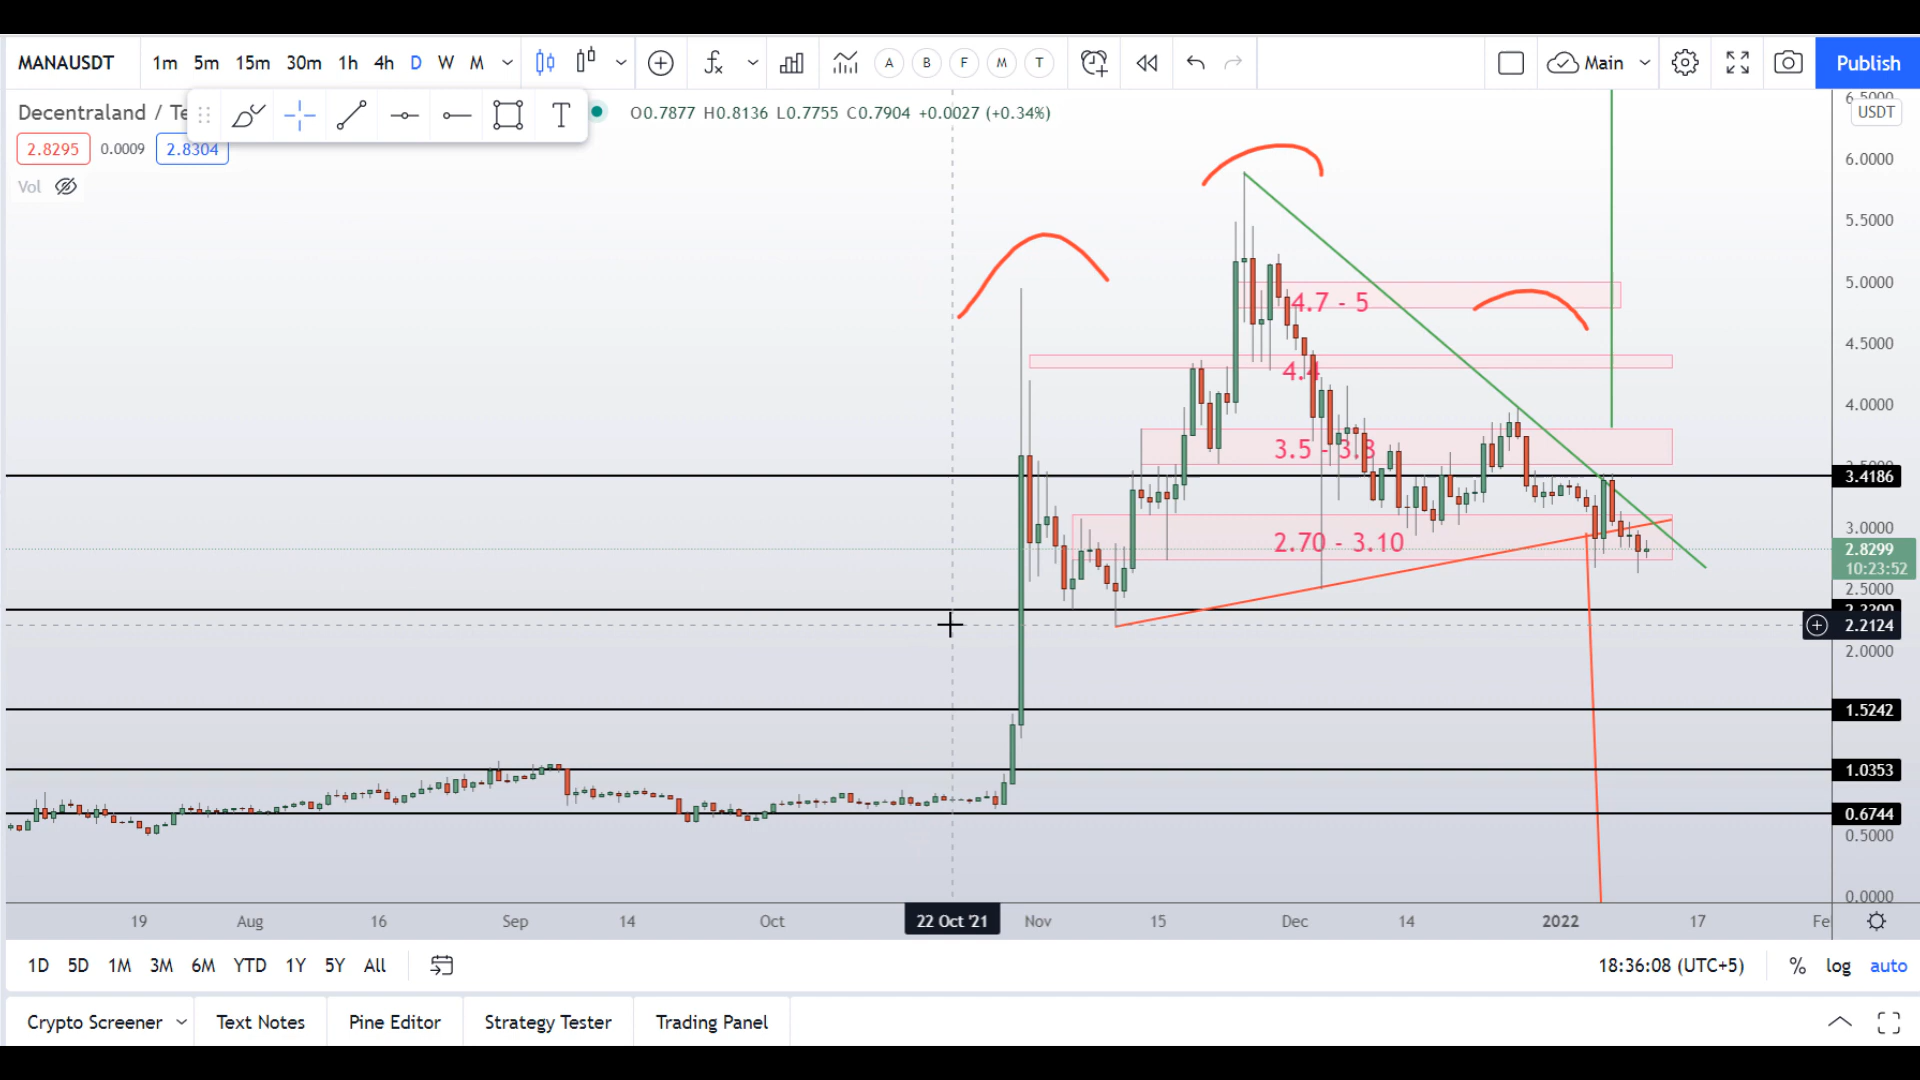 MANAUSDT 1m 5m 15m 30m 1h 4h D W M A B F M T Main Publish
Decentraland / Te O0.7877 H0.8136 L0.7755 C0.7904 +0.0027 (+0.34%)
T
USDT
2.8295 0.0009 2.8304
Vol
6.5000
6.0000
5.5000
5.0000
4.7 - 5
4.5000
4.4
4.0000
3.5 - 3.8
3.5000
3.4186
3.0000
2.70 - 3.10
2.8299
10:23:52
2.5000
2.2124
2.0000
1.5242
1.0353
0.6744
0.5000
0.0000
19 Aug 16 Sep 14 Oct 22 Oct '21 Nov 15 Dec 14 2022 17 Fe
1D 5D 1M 3M 6M YTD 1Y 5Y All 18:36:08 (UTC+5) % log auto
Crypto Screener Text Notes Pine Editor Strategy Tester Trading Panel